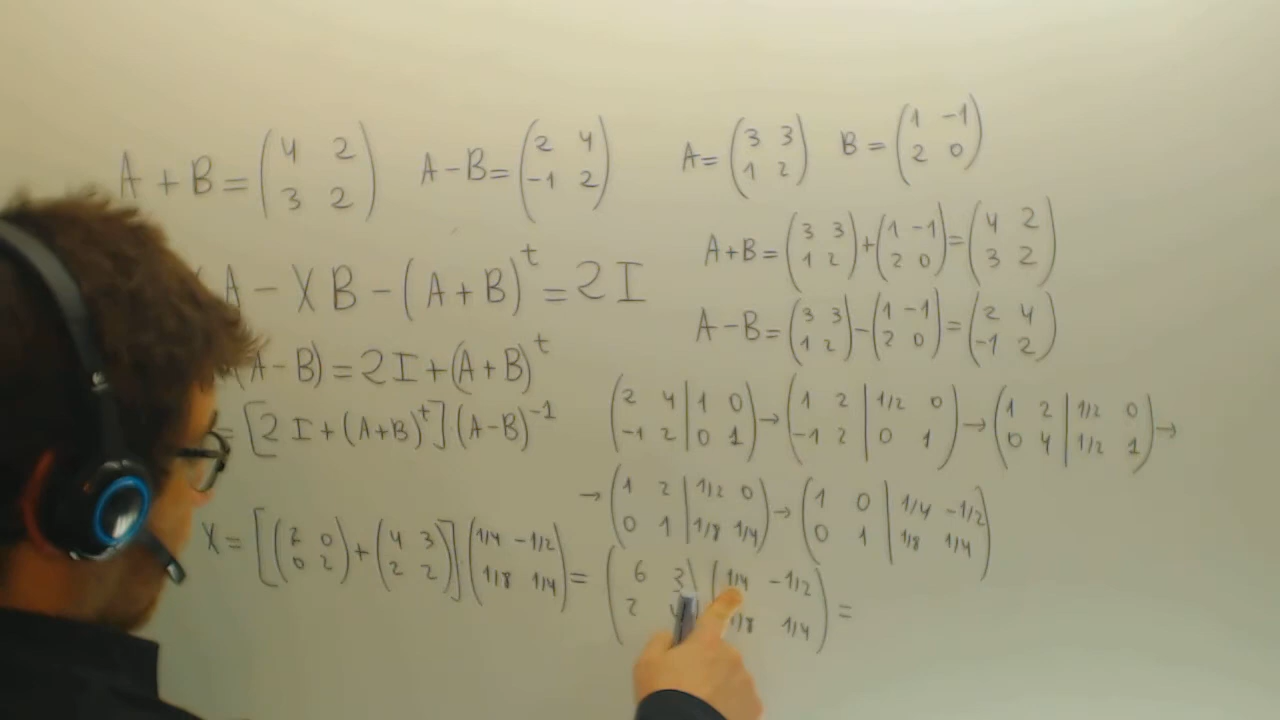 A + B = (4 2 / 3 2)
A - B = (2 4 / -1 2)
A = (3 3 / 1 2) B = (1 -1 / 2 0)
A + B = (3 3 / 1 2) + (1 -1 / 2 0) = (4 2 / 3 2)
A - XB - (A + B)^t = 2I
A - B = (3 3 / 1 2) - (1 -1 / 2 0) = (2 4 / -1 2)
(A - B) = 2I + (A + B)^t
= [2I + (A+B)^t] · (A-B)^-1
(2 4 | 1 0 / -1 2 | 0 1) → (1 2 | 1/2 0 / -1 2 | 0 1) → (1 2 | 1/2 0 / 0 4 | 1/2 1) →
→ (1 2 | 1/2 0 / 0 1 | 1/8 1/4) → (1 0 | 1/4 -1/2 / 0 1 | 1/8 1/4)
X = [(2 0 / 0 2) + (4 3 / 2 2)] (1/4 -1/2 / 1/8 1/4) = (6 3 / 2) (1/4 -1/2 / 1/8 1/4) =